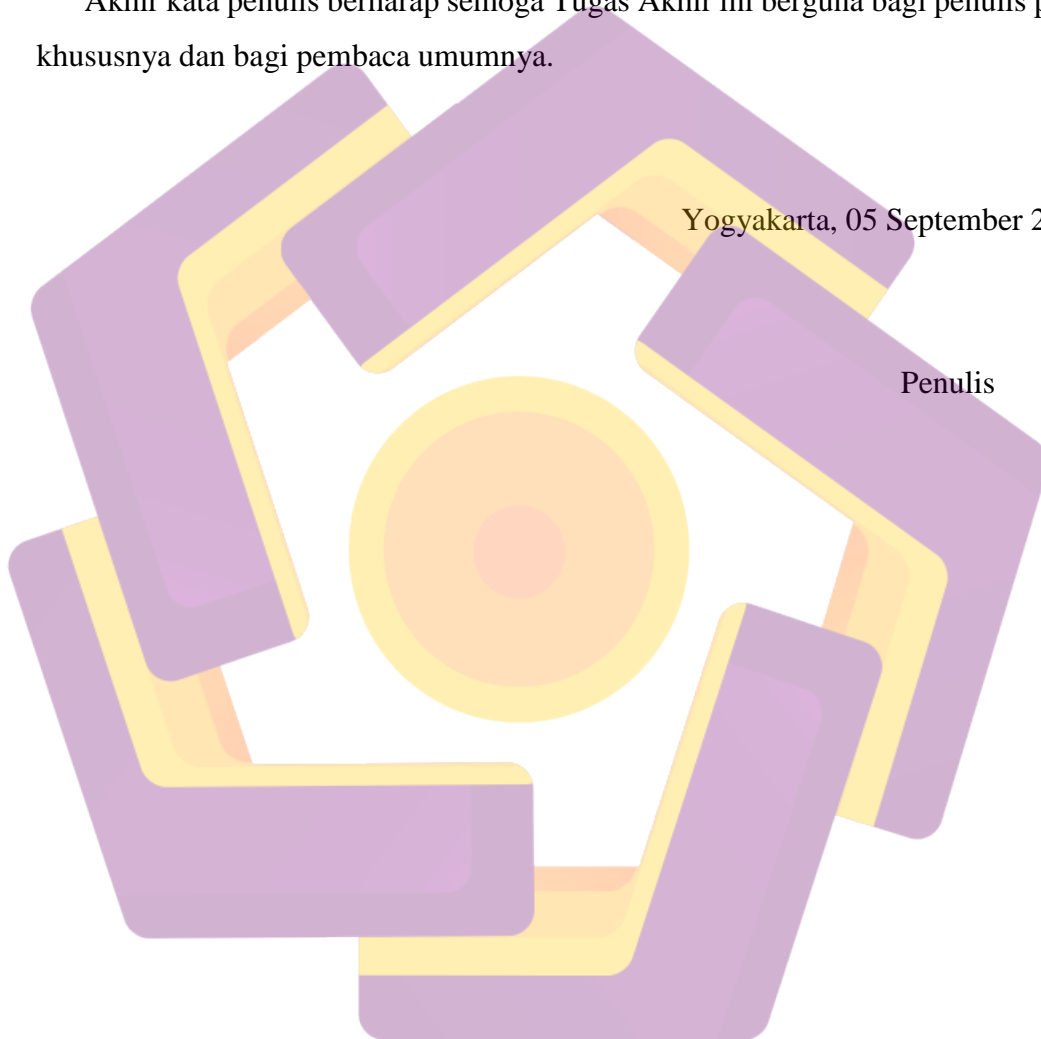 Akhir kata penulis berharap semoga Tugas Akhir ini berguna bagi penulis
khususnya dan bagi pembaca umumnya.
Yogyakarta, 05 September
Penulis